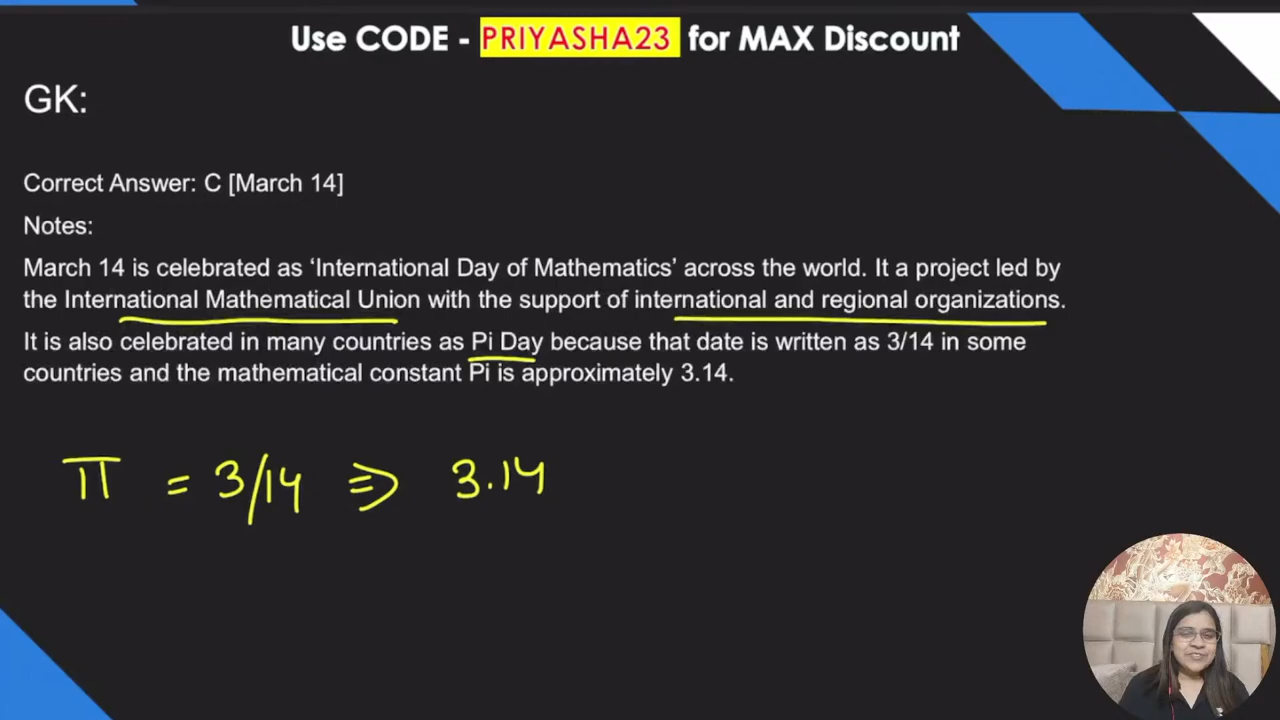 Use CODE - PRIYASHA23 for MAX Discount
GK:
Correct Answer: C [March 14]
Notes:
March 14 is celebrated as ‘International Day of Mathematics’ across the world. It a project led by
the International Mathematical Union with the support of international and regional organizations.
It is also celebrated in many countries as Pi Day because that date is written as 3/14 in some
countries and the mathematical constant Pi is approximately 3.14.
π = 3/14 ⇒ 3.14